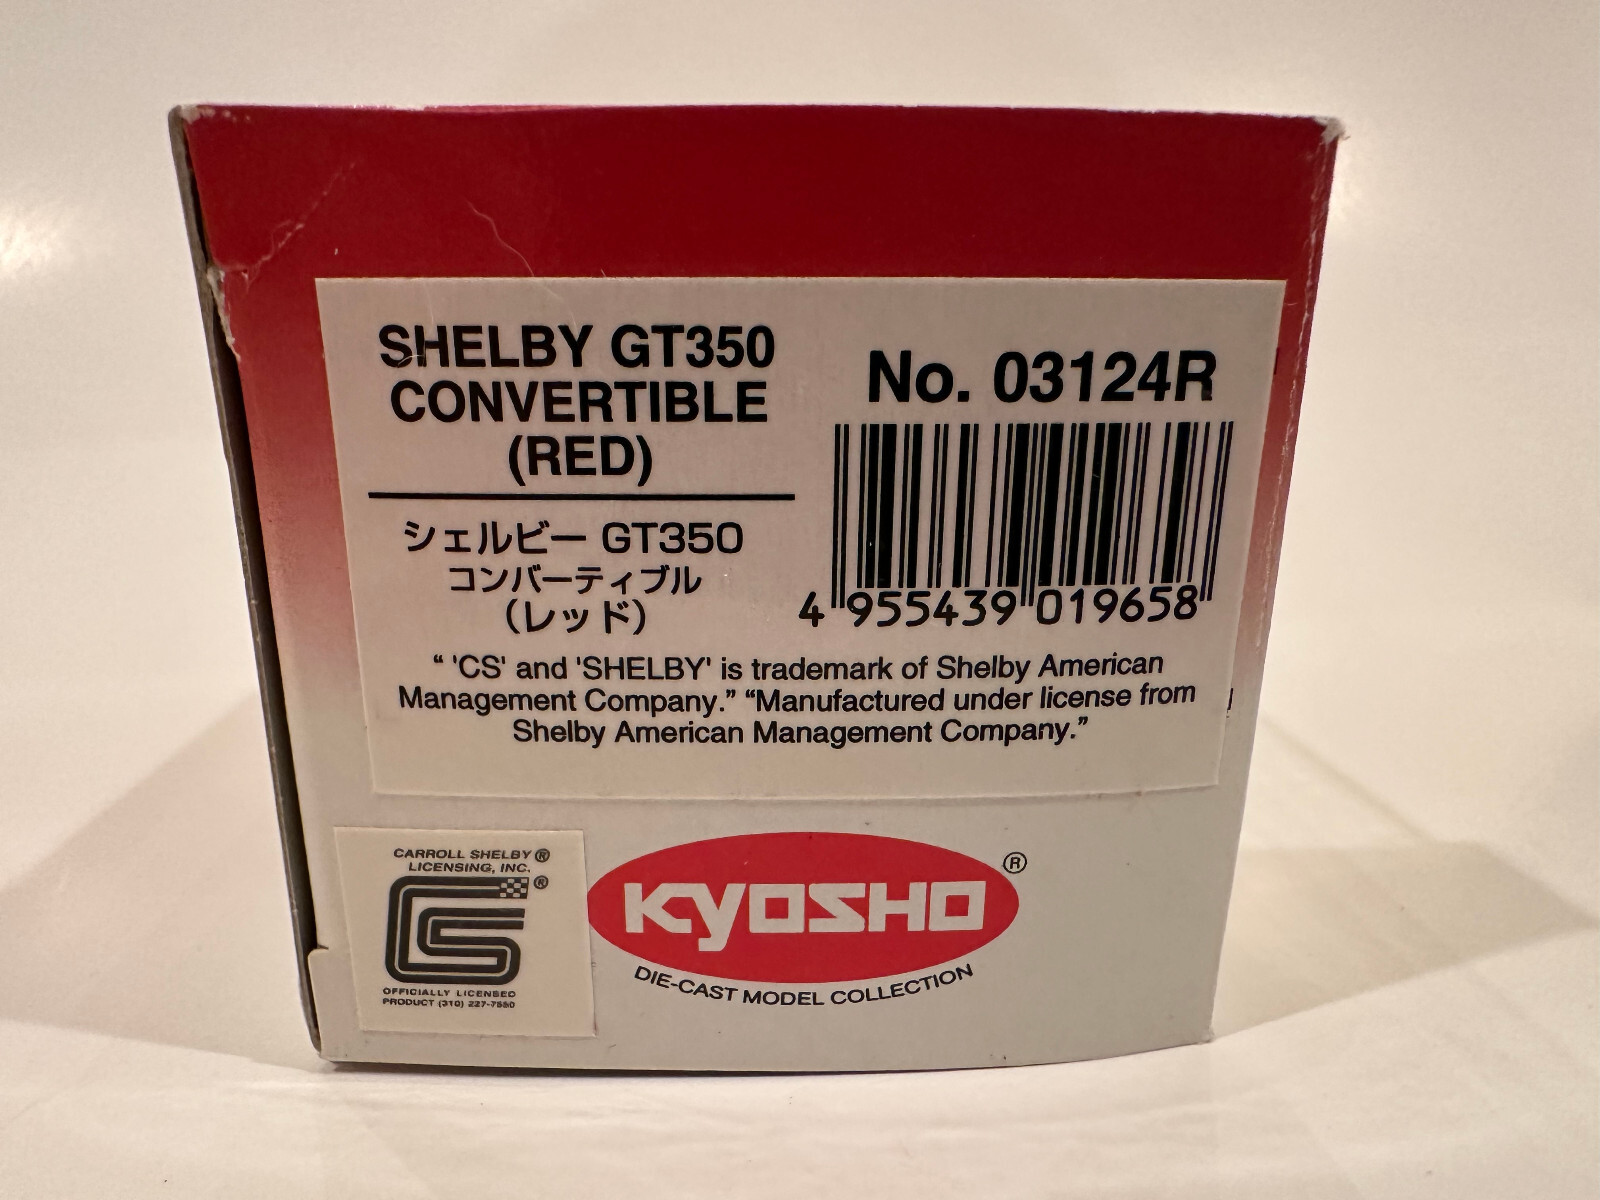 SHELBY GT350
CONVERTIBLE
(RED)
シェルビー GT350
コンバーティブル
(レッド)
No. 03124R
4 955439 019658
“ 'CS' and 'SHELBY' is trademark of Shelby American
Management Company.” “Manufactured under license from
Shelby American Management Company.”
CARROLL SHELBY®
LICENSING, INC.
CS®
OFFICIALLY LICENSED
PRODUCT (310) 227-7550
KYOSHO®
DIE-CAST MODEL COLLECTION